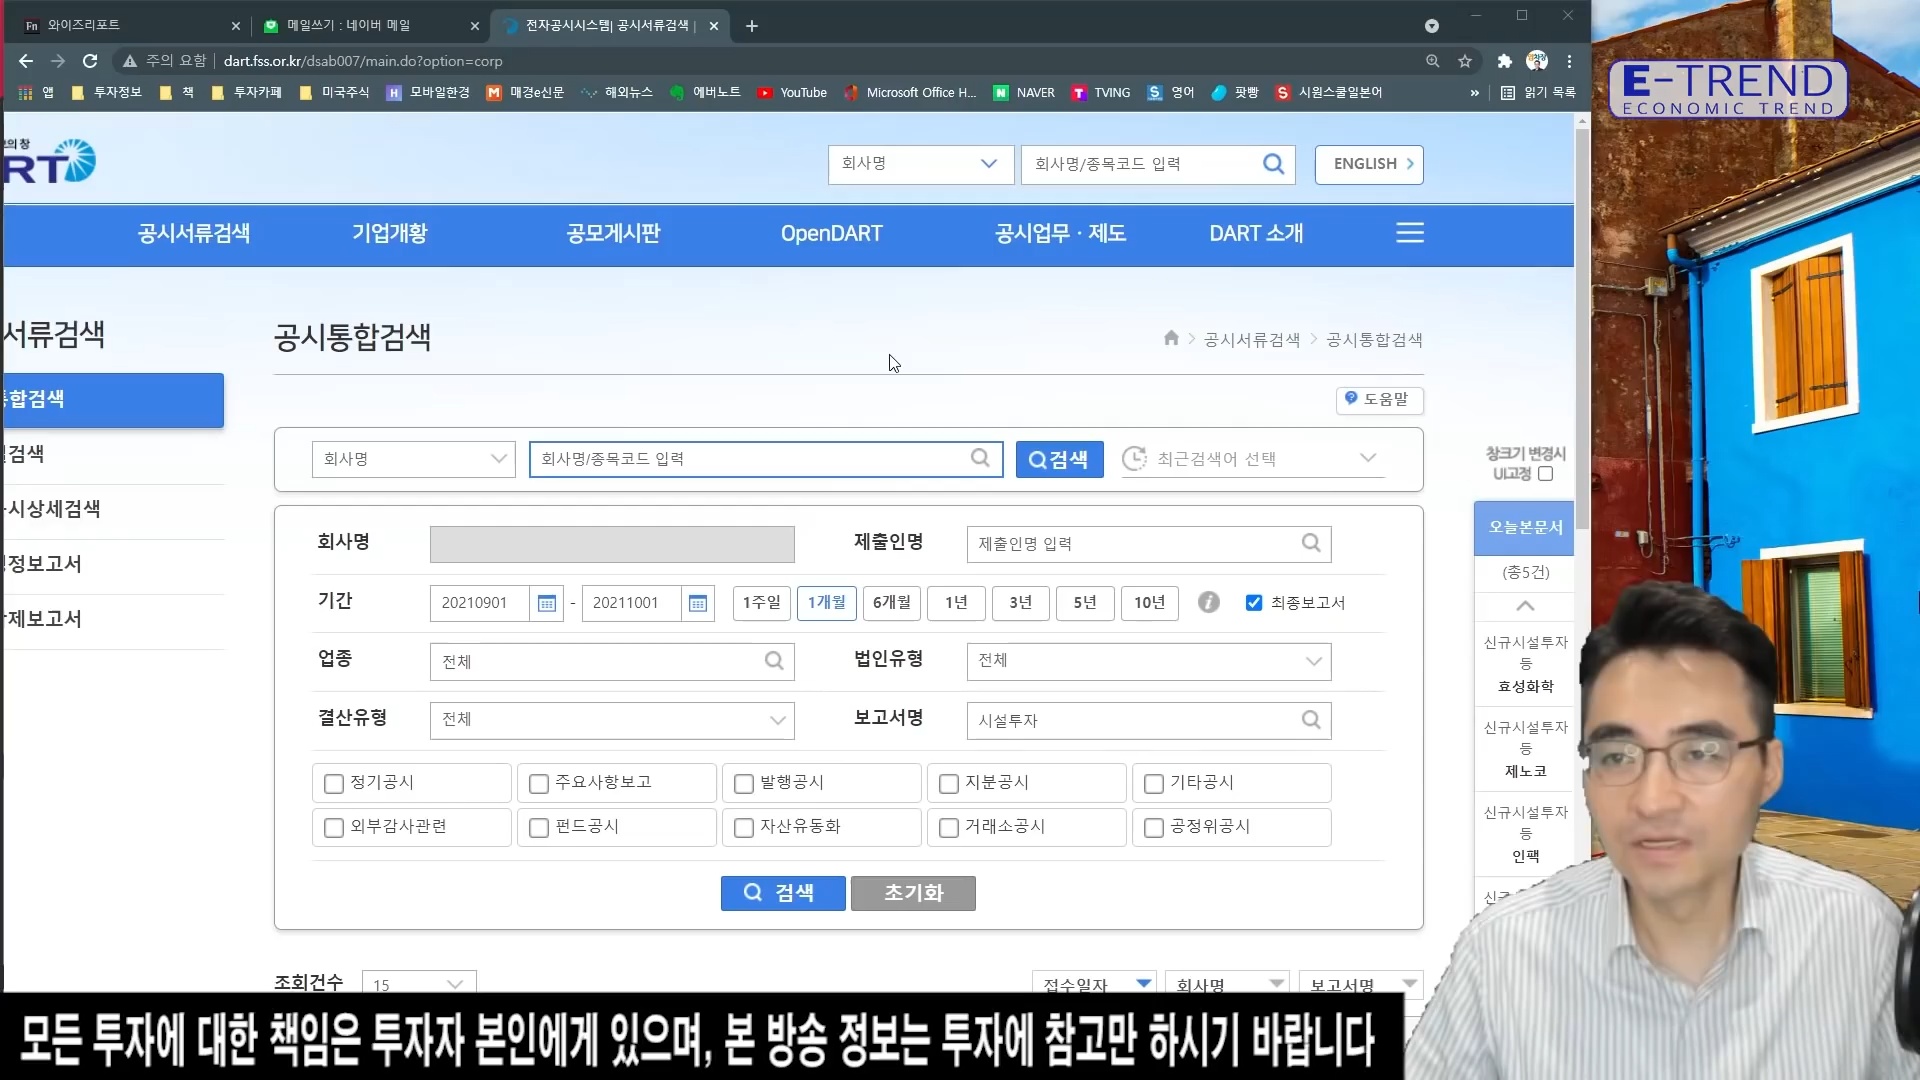 와이즈리포트
메일쓰기 : 네이버 메일
전자공시시스템| 공시서류검색 |
주의 요함
dart.fss.or.kr/dsab007/main.do?option=corp
앱
투자정보
책
투자카페
미국주식
모바일한경
매경e신문
해외뉴스
에버노트
YouTube
Microsoft Office H...
NAVER
TVING
영어
팟빵
시원스쿨일본어
»
읽기 목록
E-TREND
ECONOMIC TREND
RT
회사명
회사명/종목코드 입력
ENGLISH
공시서류검색
기업개황
공모게시판
OpenDART
공시업무 · 제도
DART 소개
서류검색
합검색
검색
시상세검색
정보고서
제보고서
공시통합검색
공시서류검색
공시통합검색
도움말
회사명
회사명/종목코드 입력
검색
최근검색어 선택
창크기 변경시
UI고정
회사명
제출인명
제출인명 입력
기간
20210901
-
20211001
1주일
1개월
6개월
1년
3년
5년
10년
최종보고서
업종
전체
법인유형
전체
결산유형
전체
보고서명
시설투자
정기공시
주요사항보고
발행공시
지분공시
기타공시
외부감사관련
펀드공시
자산유동화
거래소공시
공정위공시
검색
초기화
오늘본문서
(총5건)
신규시설투자
등
효성화학
신규시설투자
등
제노코
신규시설투자
등
인팩
조회건수
15
접수일자
회사명
보고서명
모든 투자에 대한 책임은 투자자 본인에게 있으며, 본 방송 정보는 투자에 참고만 하시기 바랍니다